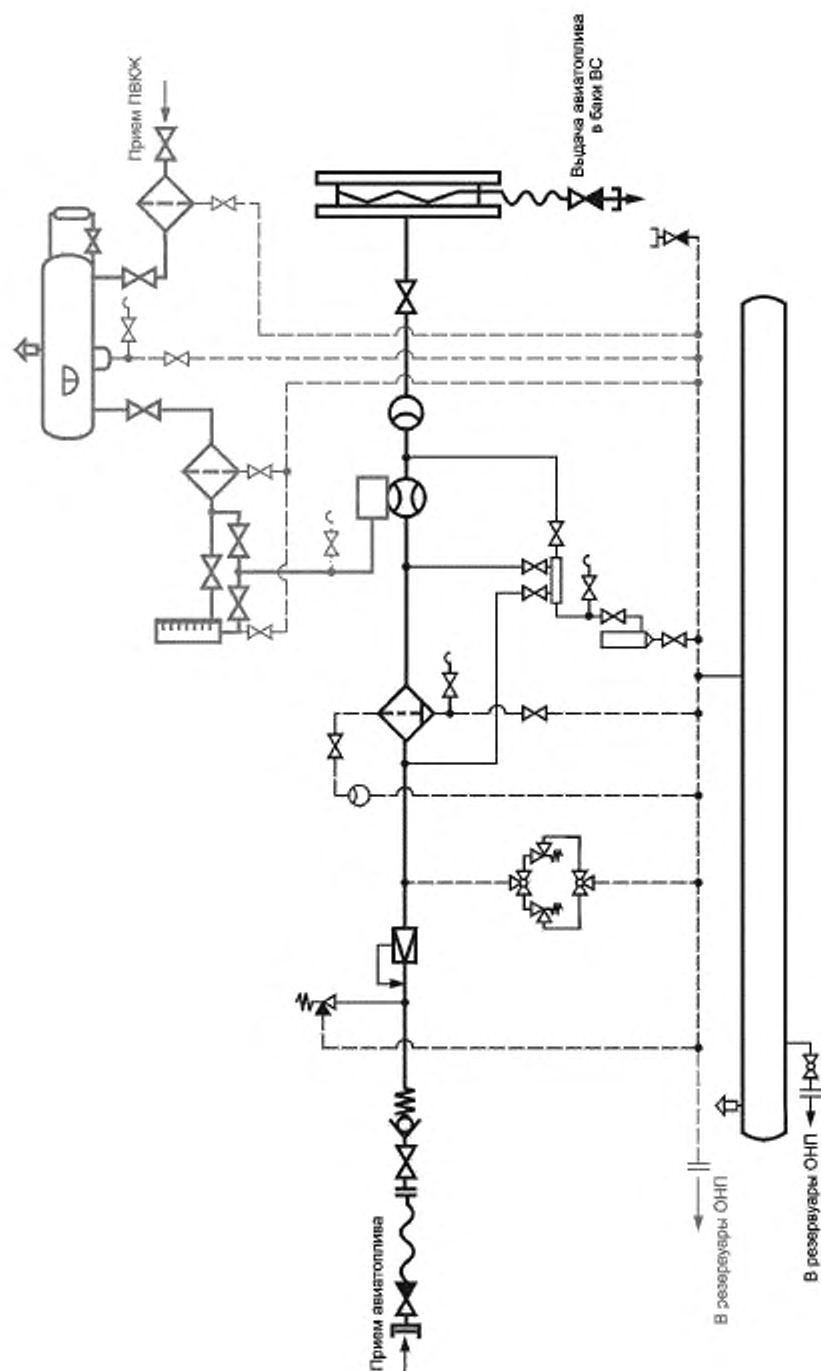 Прием ПВКЖ
Выдача авиатоплива
в баки ВС
Прием авиатоплива
В резервуары ОНП
В резервуары ОНП